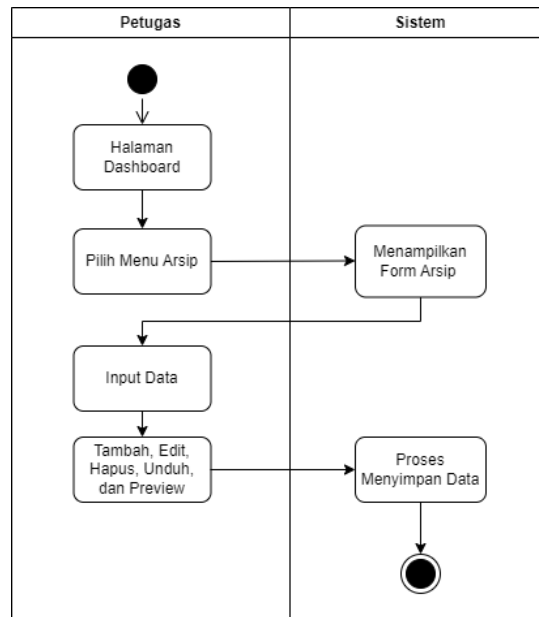 Petugas
Sistem
Halaman
Dashboard
Pilih Menu Arsip
Menampilkan
Form Arsip
Input Data
Tambah, Edit,
Hapus, Unduh,
dan Preview
Proses
Menyimpan Data